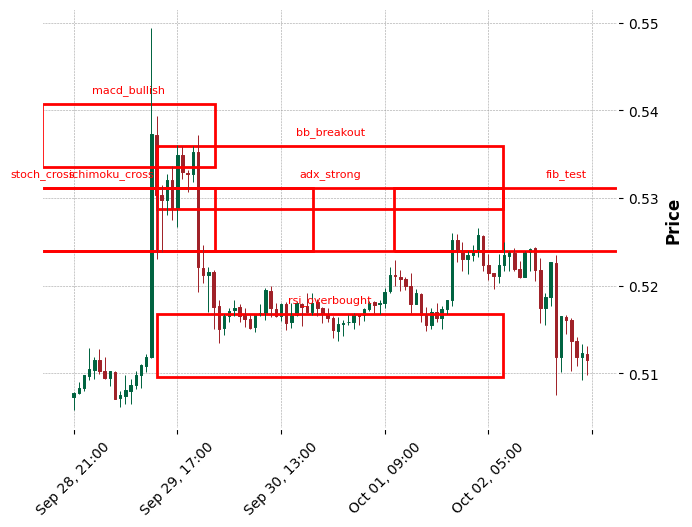 0.55
macd_bullish
0.54
bb_breakout
stoch_cross
ichimoku_cross
adx_strong
fib_test
0.53
Price
0.52
rsi_overbought
0.51
Sep 28, 21:00
Sep 29, 17:00
Sep 30, 13:00
Oct 01, 09:00
Oct 02, 05:00